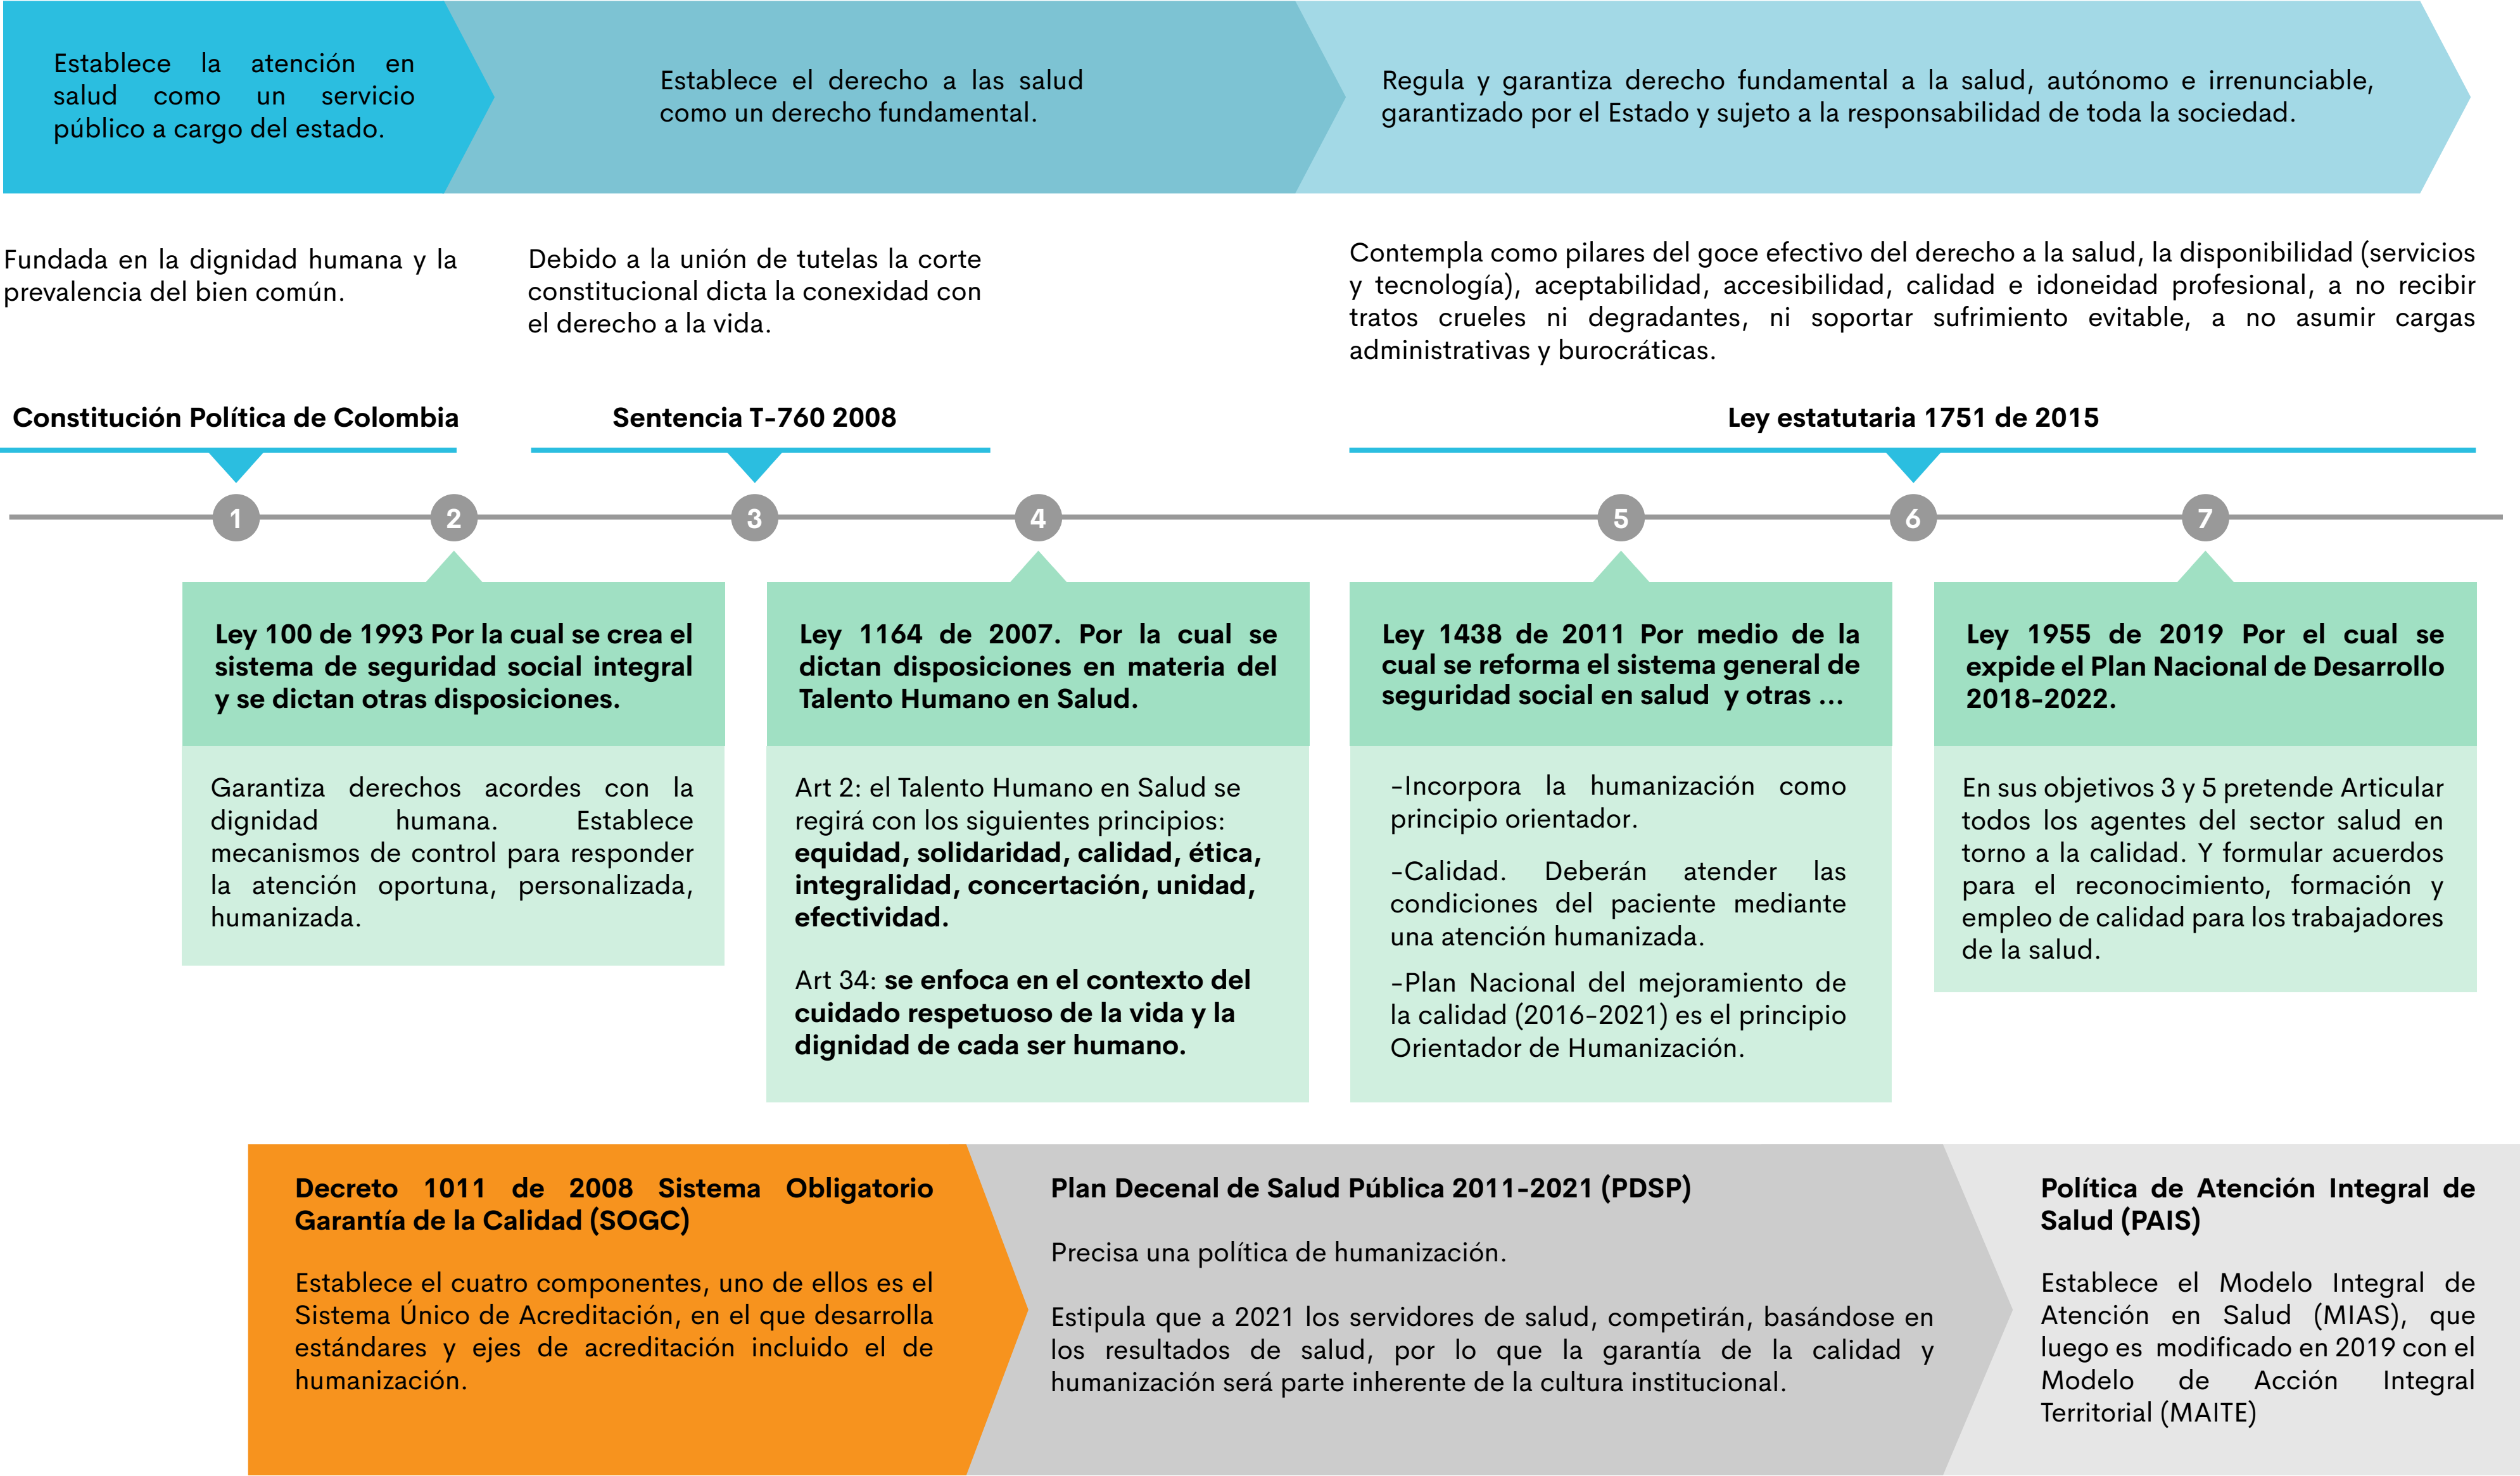 Establece la atención en
salud como un servicio
público a cargo del estado.
Establece el derecho a las salud
como un derecho fundamental.
Regula y garantiza derecho fundamental a la salud, autónomo e irrenunciable,
garantizado por el Estado y sujeto a la responsabilidad de toda la sociedad.
Fundada en la dignidad humana y la
prevalencia del bien común.
Debido a la unión de tutelas la corte
constitucional dicta la conexidad con
el derecho a la vida.
Contempla como pilares del goce efectivo del derecho a la salud, la disponibilidad (servicios
y tecnología), aceptabilidad, accesibilidad, calidad e idoneidad profesional, a no recibir
tratos crueles ni degradantes, ni soportar sufrimiento evitable, a no asumir cargas
administrativas y burocráticas.
Constitución Política de Colombia
Sentencia T-760 2008
Ley estatutaria 1751 de 2015
1
2
3
4
5
6
7
Ley 100 de 1993 Por la cual se crea el
sistema de seguridad social integral
y se dictan otras disposiciones.
Garantiza derechos acordes con la
dignidad humana. Establece
mecanismos de control para responder
la atención oportuna, personalizada,
humanizada.
Ley 1164 de 2007. Por la cual se
dictan disposiciones en materia del
Talento Humano en Salud.
Art 2: el Talento Humano en Salud se
regirá con los siguientes principios:
equidad, solidaridad, calidad, ética,
integralidad, concertación, unidad,
efectividad.
Art 34: se enfoca en el contexto del
cuidado respetuoso de la vida y la
dignidad de cada ser humano.
Ley 1438 de 2011 Por medio de la
cual se reforma el sistema general de
seguridad social en salud y otras ...
-Incorpora la humanización como
principio orientador.
-Calidad. Deberán atender las
condiciones del paciente mediante
una atención humanizada.
-Plan Nacional del mejoramiento de
la calidad (2016-2021) es el principio
Orientador de Humanización.
Ley 1955 de 2019 Por el cual se
expide el Plan Nacional de Desarrollo
2018-2022.
En sus objetivos 3 y 5 pretende Articular
todos los agentes del sector salud en
torno a la calidad. Y formular acuerdos
para el reconocimiento, formación y
empleo de calidad para los trabajadores
de la salud.
Decreto 1011 de 2008 Sistema Obligatorio
Garantía de la Calidad (SOGC)
Establece el cuatro componentes, uno de ellos es el
Sistema Único de Acreditación, en el que desarrolla
estándares y ejes de acreditación incluido el de
humanización.
Plan Decenal de Salud Pública 2011-2021 (PDSP)
Precisa una política de humanización.
Estipula que a 2021 los servidores de salud, competirán, basándose en
los resultados de salud, por lo que la garantía de la calidad y
humanización será parte inherente de la cultura institucional.
Política de Atención Integral de
Salud (PAIS)
Establece el Modelo Integral de
Atención en Salud (MIAS), que
luego es modificado en 2019 con el
Modelo de Acción Integral
Territorial (MAITE)